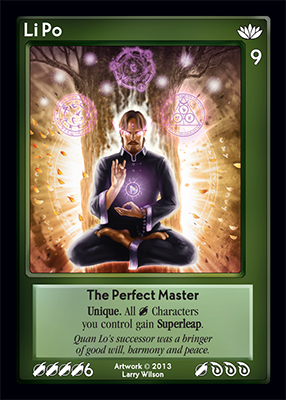 Li Po
9
The Perfect Master
Unique. All Characters
you control gain Superleap.
Quan Lo's successor was a bringer
of good will, harmony and peace.
6
Artwork © 2013
Larry Wilson